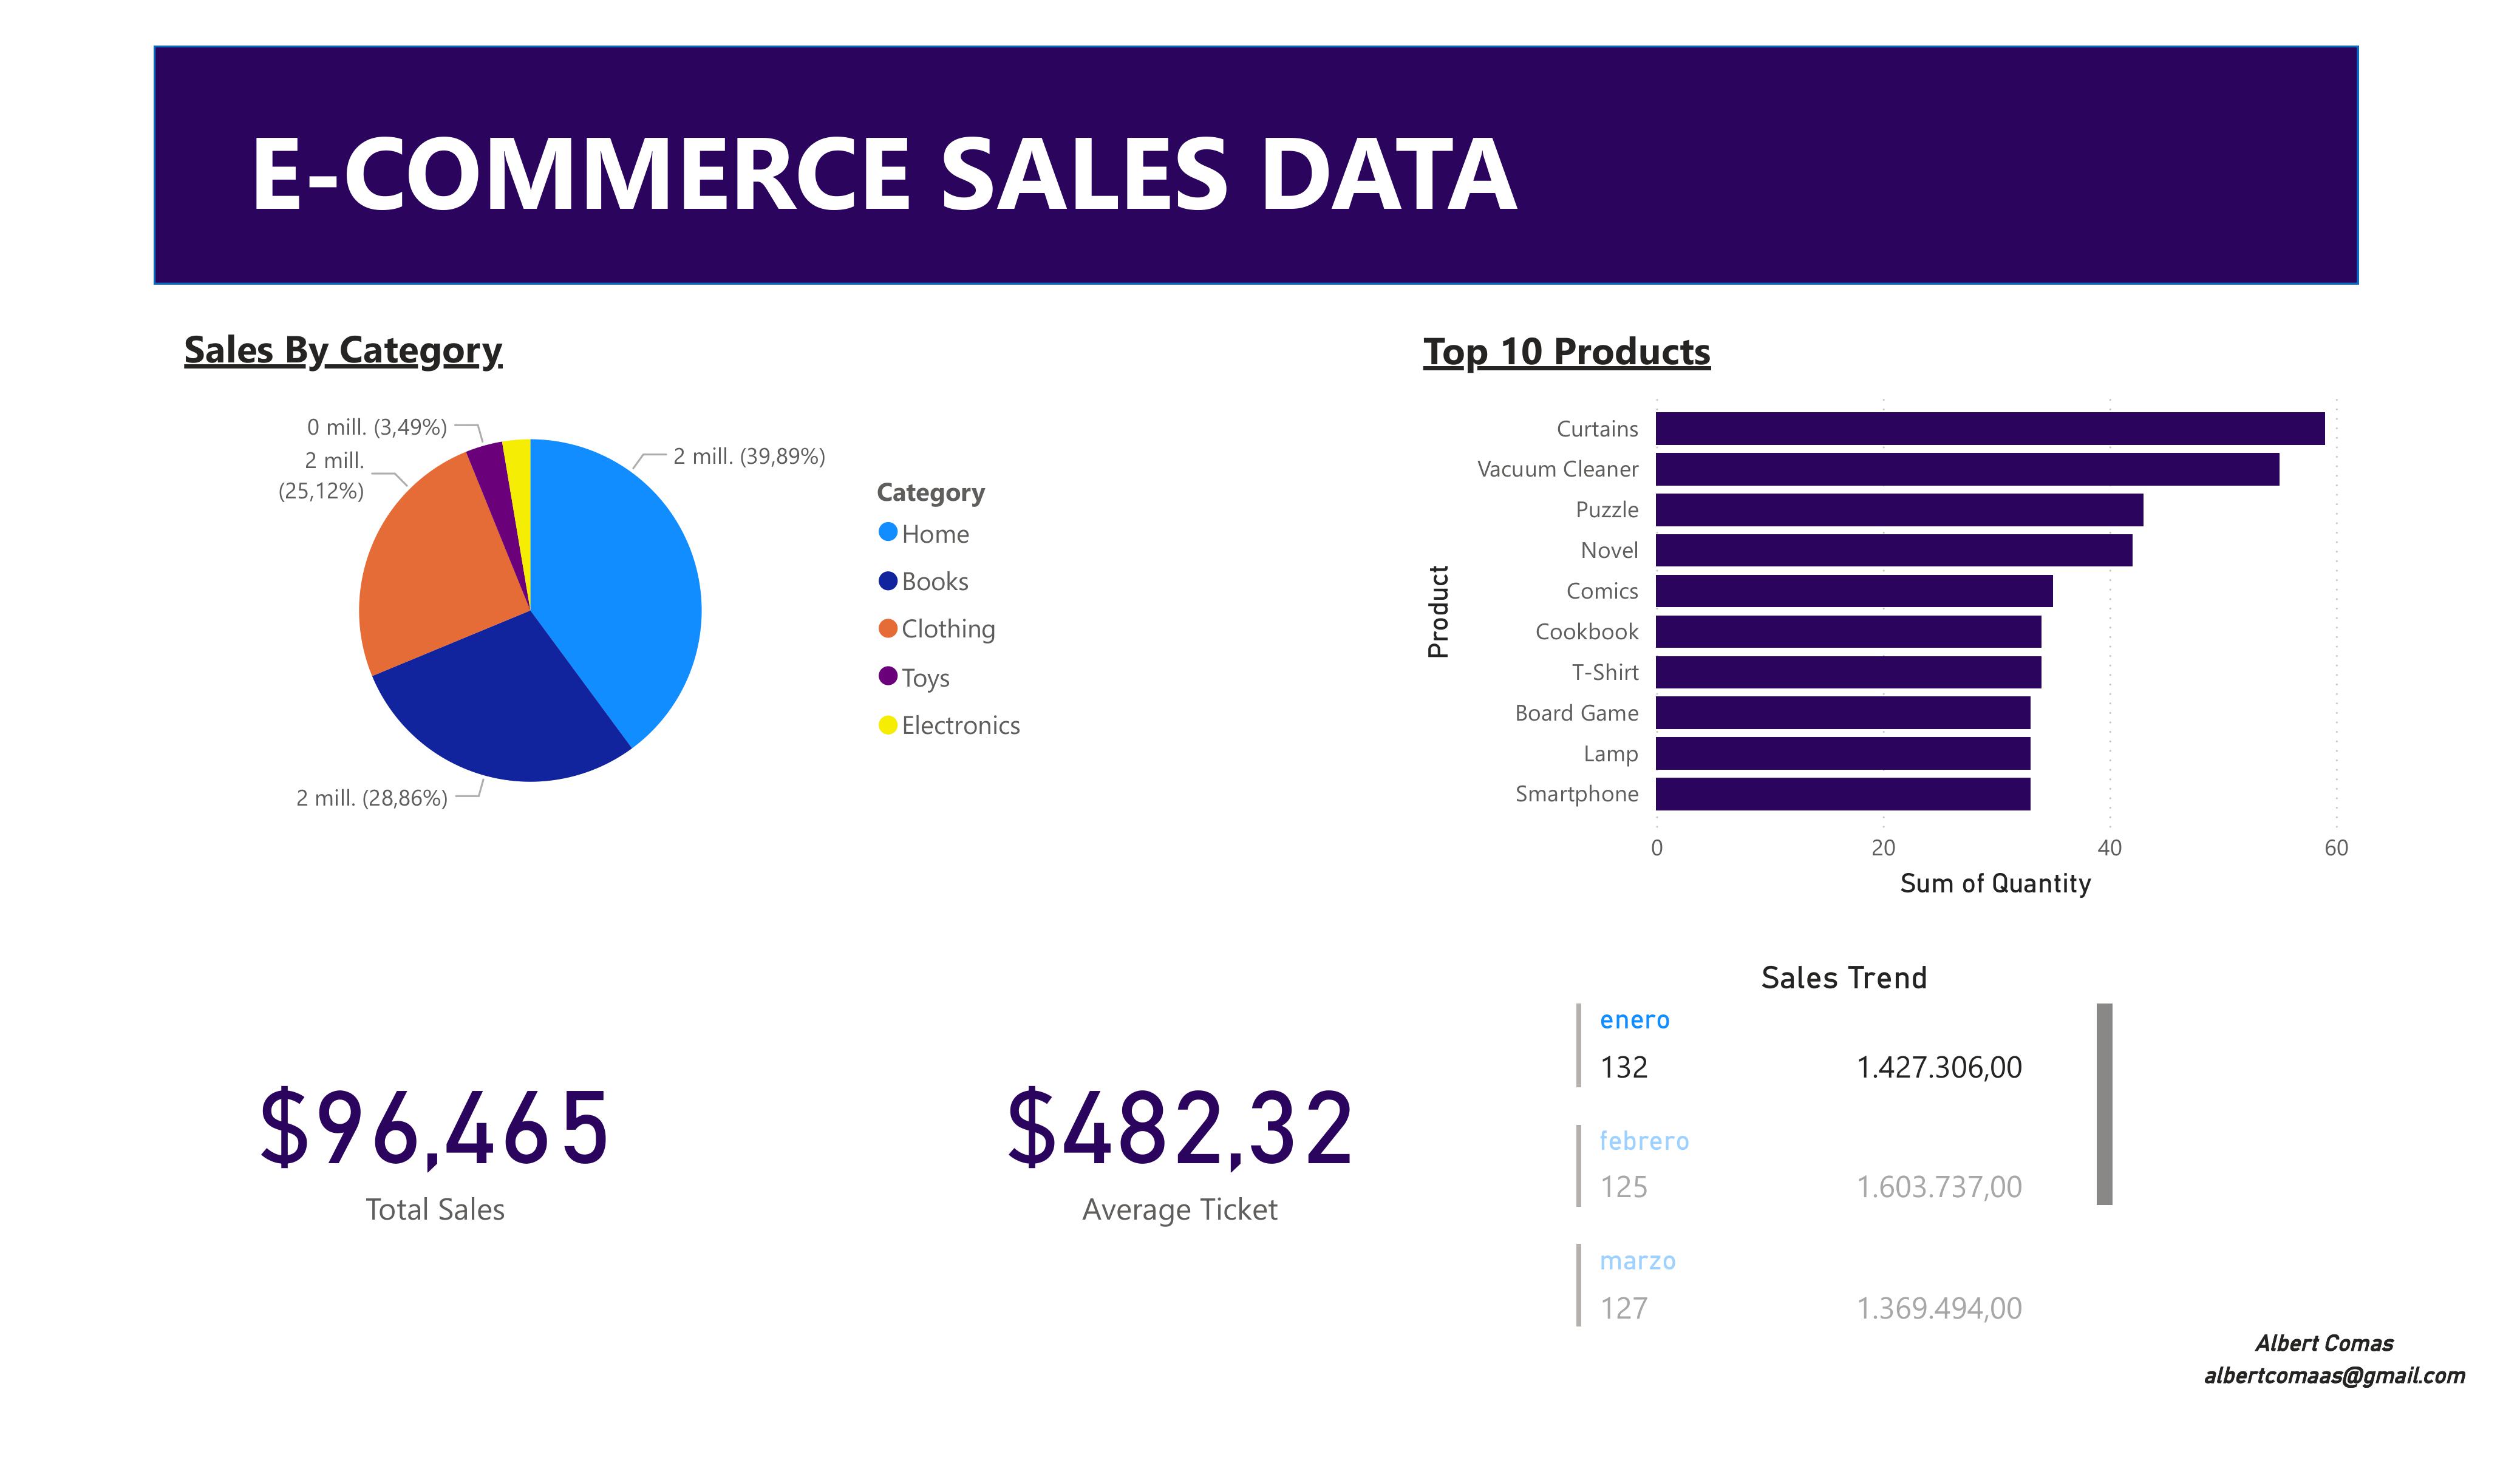 E-COMMERCE SALES DATA
Sales By Category
0 mill. (3,49%)
2 mill.
(25,12%)
2 mill. (39,89%)
2 mill. (28,86%)
Category
Home
Books
Clothing
Toys
Electronics
Top 10 Products
Product
Curtains
Vacuum Cleaner
Puzzle
Novel
Comics
Cookbook
T-Shirt
Board Game
Lamp
Smartphone
0 20 40 60
Sum of Quantity
$96,465
Total Sales
$482,32
Average Ticket
Sales Trend
enero
132 1.427.306,00
febrero
125 1.603.737,00
marzo
127 1.369.494,00
Albert Comas
albertcomaas@gmail.com